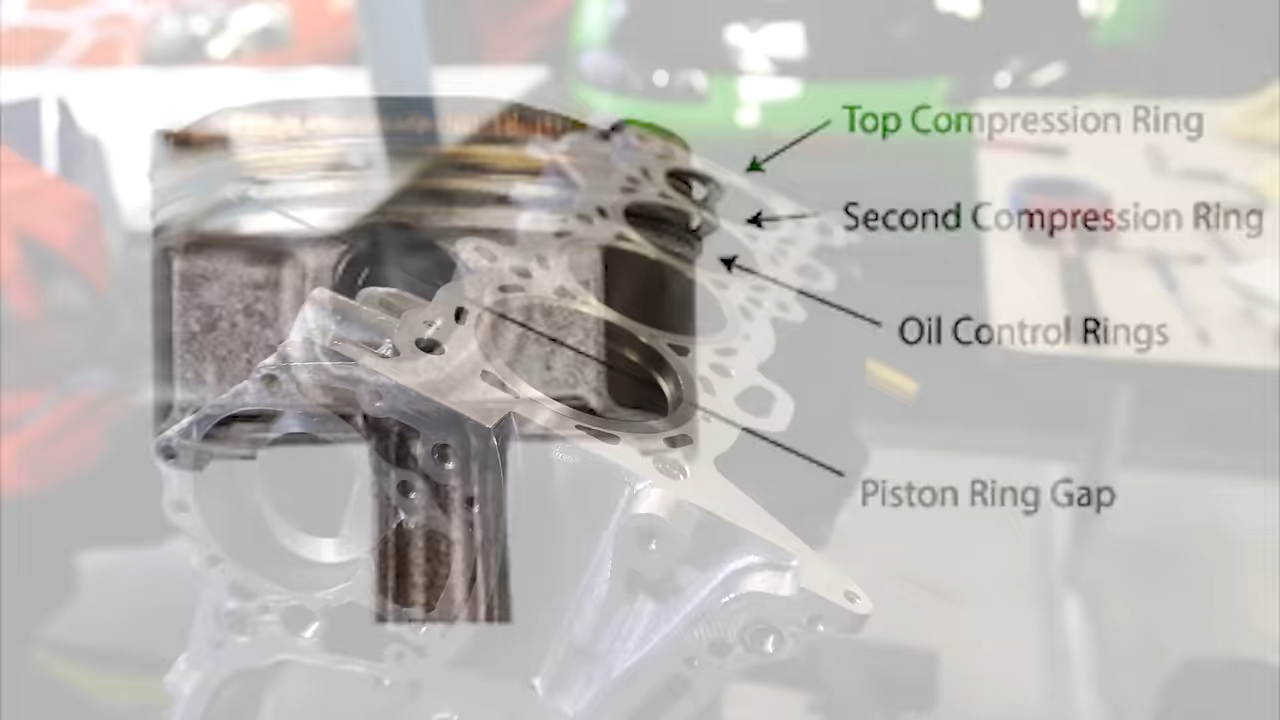 Top Compression Ring
Second Compression Ring
Oil Control Rings
Piston Ring Gap